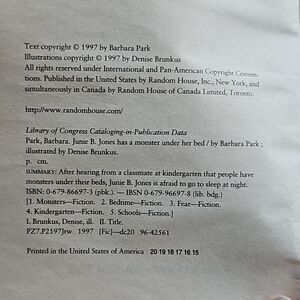 Text copyright © 1997 by Barbara Park
Illustrations copyright © 1997 by Denise Brunkus
All rights reserved under International and Pan-American Copyright Conven-
tions. Published in the United States by Random House, Inc., New York, and
simultaneously in Canada by Random House of Canada Limited, Toronto.
http://www.randomhouse.com/
Library of Congress Cataloging-in-Publication Data
Park, Barbara. Junie B. Jones has a monster under her bed / by Barbara Park ;
illustrated by Denise Brunkus.
p. cm.
SUMMARY: After hearing from a classmate at kindergarten that people have
monsters under their beds, Junie B. Jones is afraid to go to sleep at night.
ISBN: 0-679-86697-3 (pbk.). — ISBN 0-679-96697-8 (lib. bdg.)
[1. Monsters—Fiction. 2. Bedtime—Fiction. 3. Fear—Fiction.
4. Kindergarten—Fiction. 5. Schools—Fiction.]
I. Brunkus, Denise, ill. II. Title.
PZ7.P2197Jtw 1997 [Fic]—dc20 96-42561
Printed in the United States of America 20 19 18 17 16 15